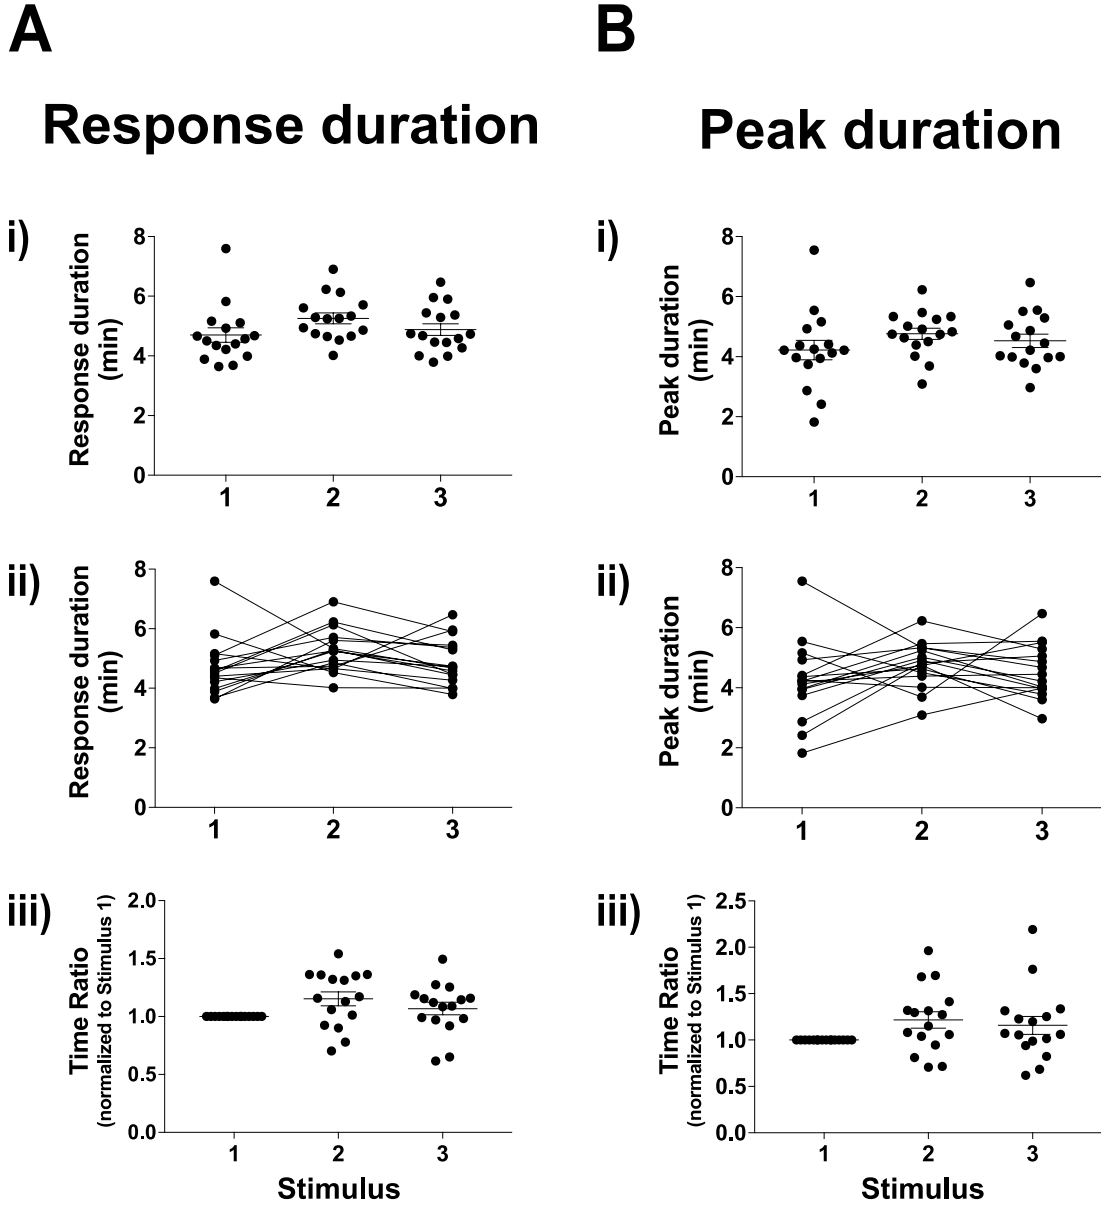 A
Response duration
i)
Response duration
(min)
8
6
4
2
0
1 2 3
ii)
Response duration
(min)
8
6
4
2
0
1 2 3
iii)
Time Ratio
(normalized to Stimulus 1)
2.0
1.5
1.0
0.5
0.0
1 2 3
Stimulus
B
Peak duration
i)
Peak duration
(min)
8
6
4
2
0
1 2 3
ii)
Peak duration
(min)
8
6
4
2
0
1 2 3
iii)
Time Ratio
(normalized to Stimulus 1)
2.5
2.0
1.5
1.0
0.5
0.0
1 2 3
Stimulus